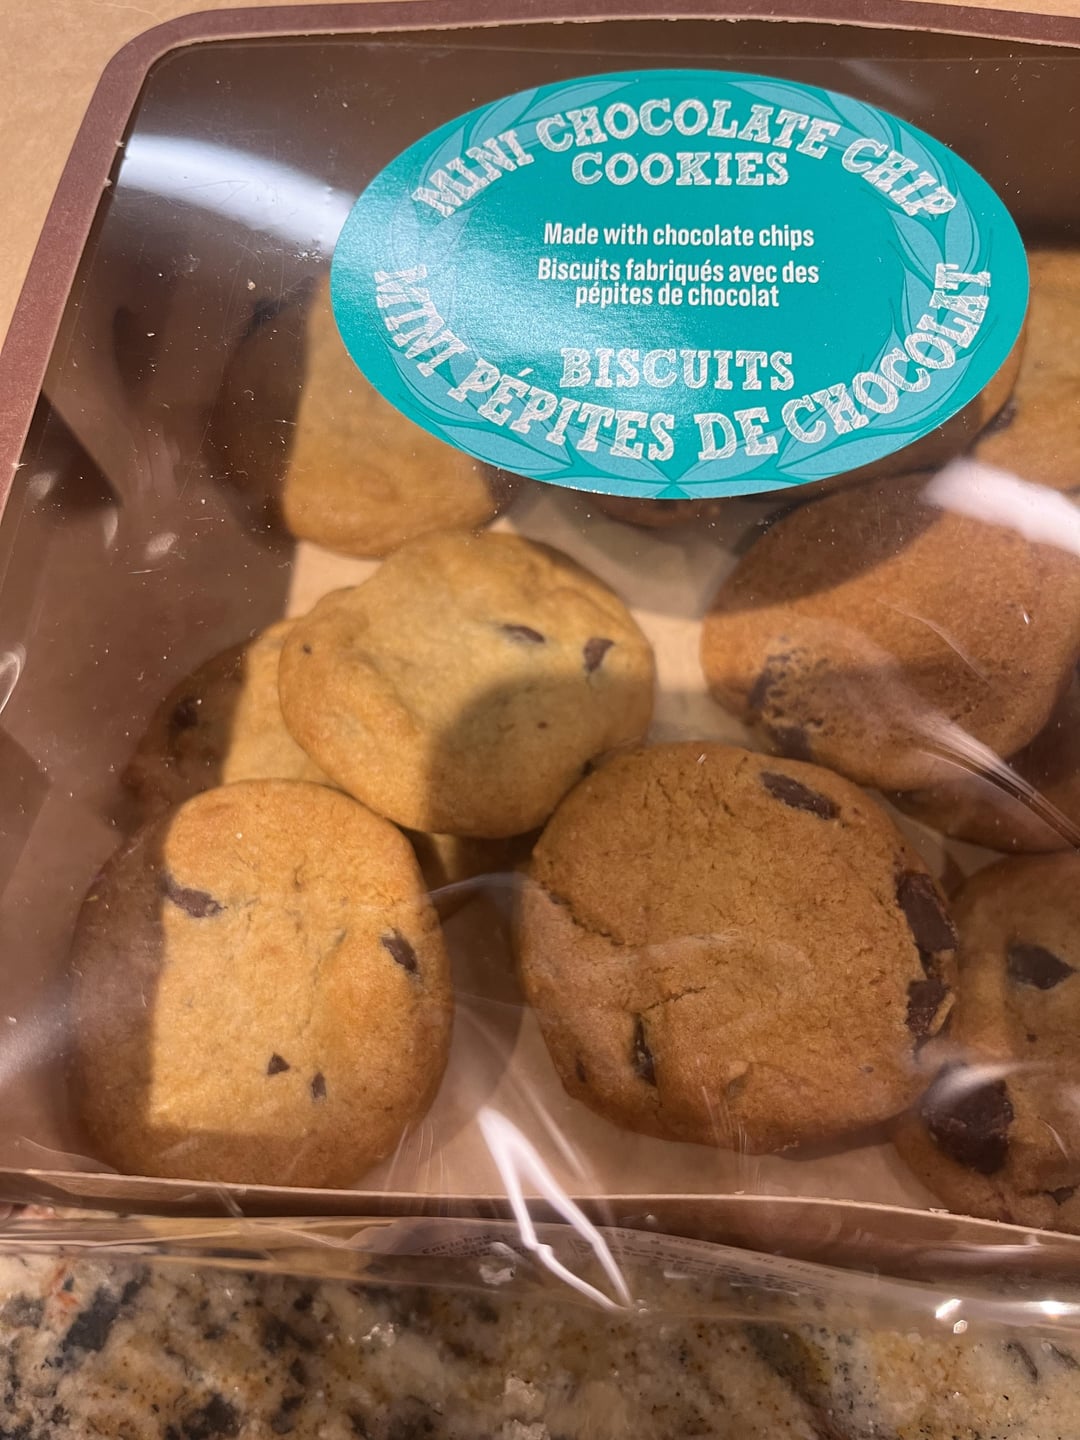 MINI CHOCOLATE CHIP
COOKIES
Made with chocolate chips
Biscuits fabriqués avec des
pépites de chocolat
BISCUITS
MINI PÉPITES DE CHOCOLAT